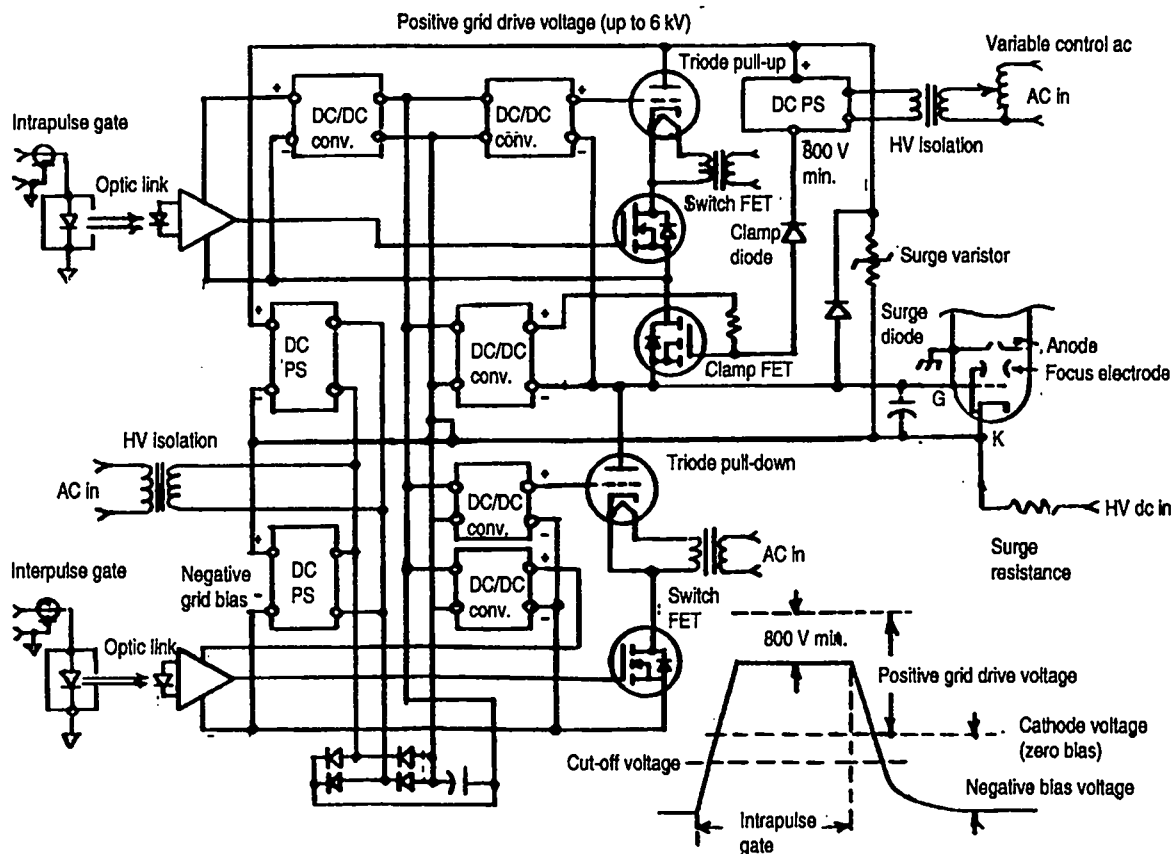 Positive grid drive voltage (up to 6 kV)
Variable control ac
Triode pull-up
+
+
+
DC/DC
conv.
-
DC/DC
conv.
-
DC PS
AC in
Intrapulse gate
Optic link
HV isolation
800 V
min.
Switch FET
Clamp
diode
Surge varistor
+
DC
PS
-
+
DC/DC
conv.
-
Surge
diode
Clamp FET
Anode
Focus electrode
G
K
HV isolation
AC in
Triode pull-down
+
DC/DC
conv.
-
HV dc in
Surge
resistance
AC in
+
DC
PS
-
+
DC/DC
conv.
-
Interpulse gate
Negative
grid bias
Switch
FET
Optic link
-
800 V min.
Positive grid drive voltage
Cathode voltage
(zero bias)
Cut-off voltage
Negative bias voltage
Intrapulse
gate